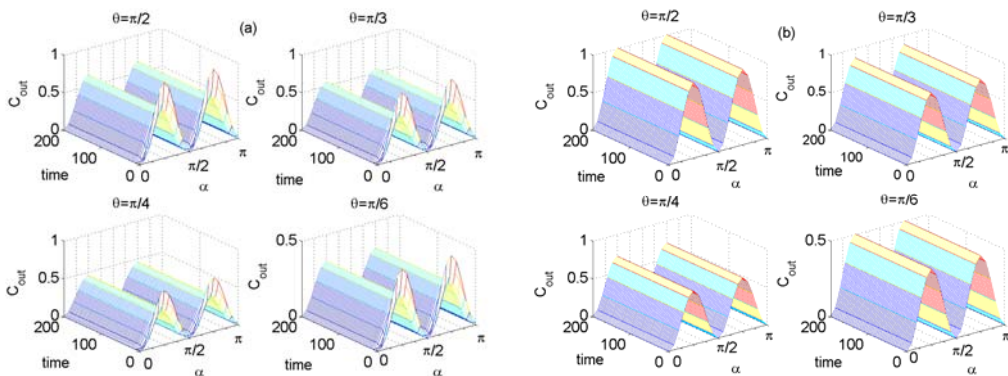 θ=π/2 (a) θ=π/3 θ=π/2 (b) θ=π/3
1 1 1 1
C_out 0.5 C_out 0.5 C_out 0.5 C_out 0.5
0 0 0 0
200 π 200 π 200 π 200 π
100 π/2 100 π/2 100 π/2 100 π/2
time 0 0 α time 0 0 α time 0 0 α time 0 0 α
θ=π/4 θ=π/6 θ=π/4 θ=π/6
1 0.5 1 0.5
C_out 0.5 C_out C_out 0.5 C_out
0 0 0 0
200 π 200 π 200 π 200 π
100 π/2 100 π/2 100 π/2 100 π/2
time 0 0 α time 0 0 α time 0 0 α time 0 0 α